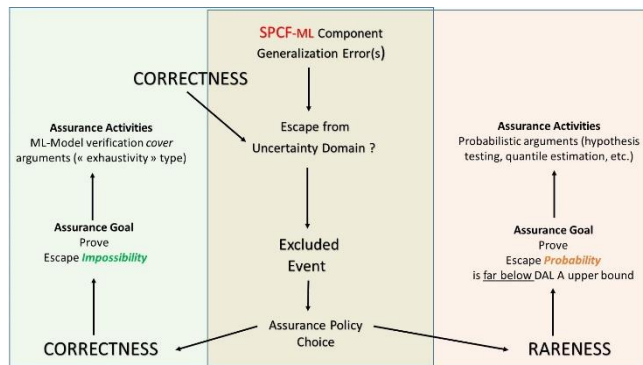 SPCF-ML Component
Generalization Error(s)
CORRECTNESS
Escape from
Uncertainty Domain ?
Excluded
Event
Assurance Policy
Choice
Assurance Activities
ML-Model verification cover
arguments (« exhaustivity » type)
Assurance Goal
Prove
Escape Impossibility
CORRECTNESS
Assurance Activities
Probabilistic arguments (hypothesis
testing, quantile estimation, etc.)
Assurance Goal
Prove
Escape Probability
is far below DAL A upper bound
RARENESS